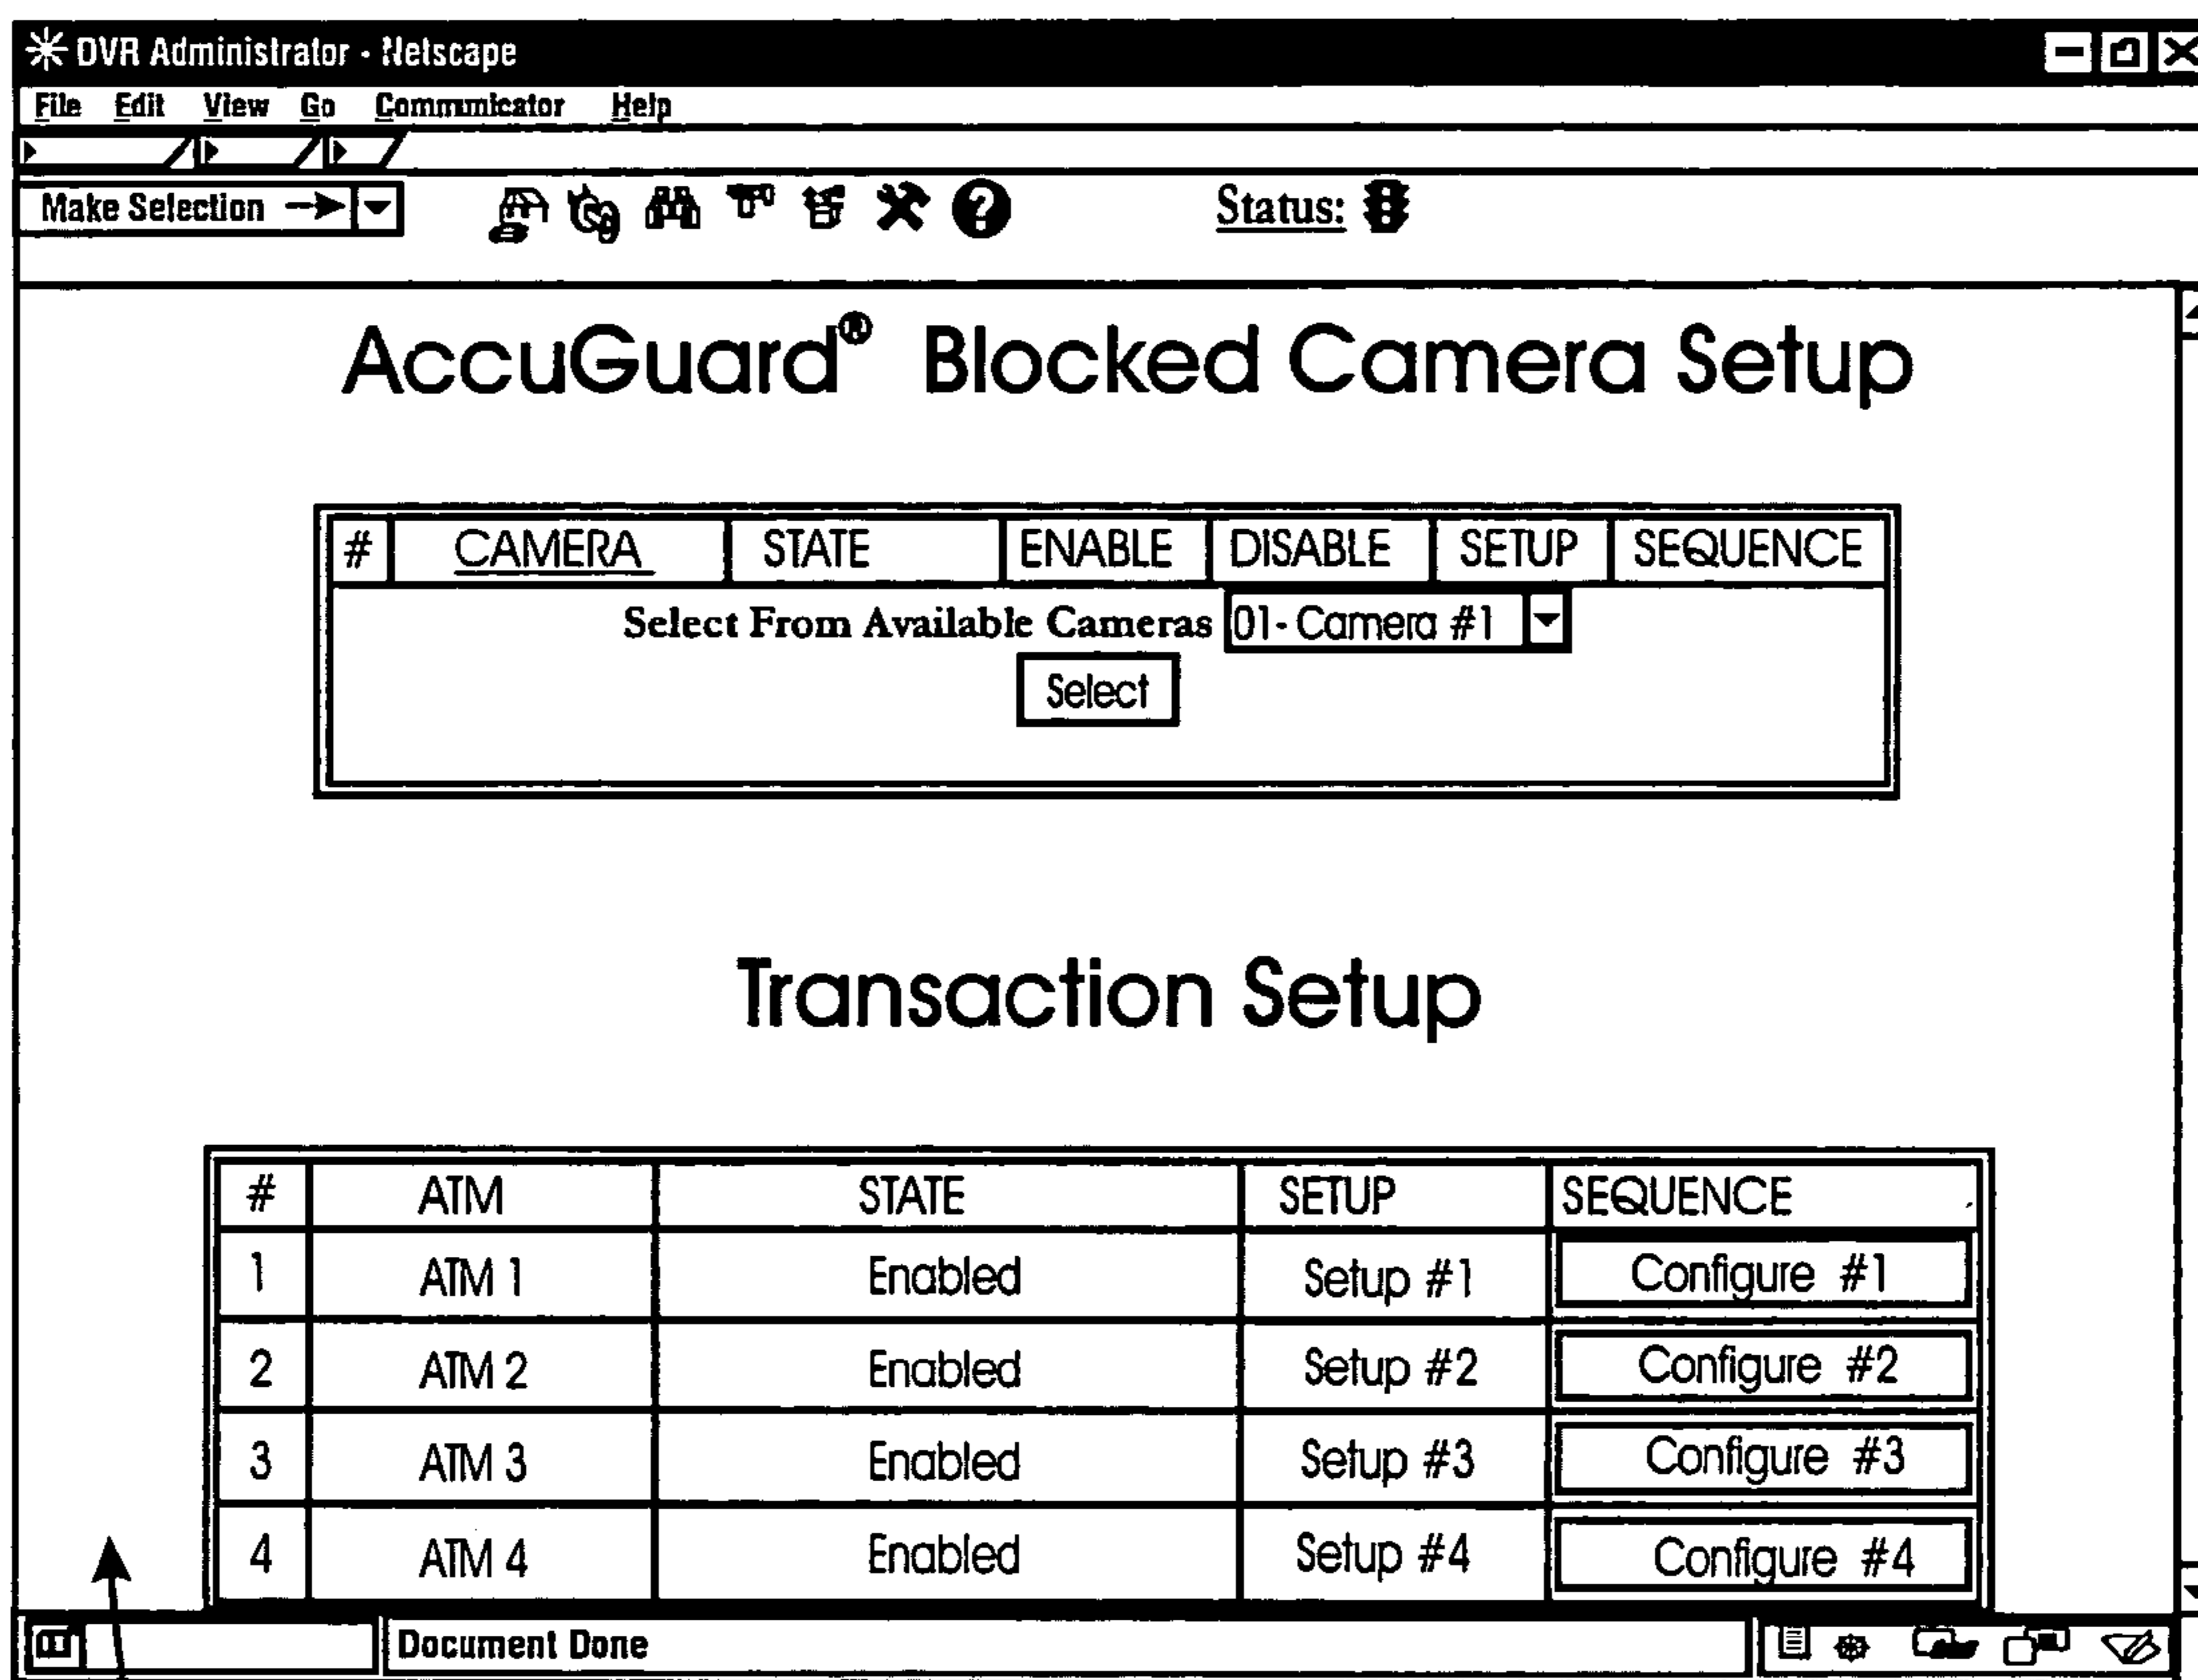 DVR Administrator - Netscape
File Edit View Go Communicator Help
Make Selection
Status:
AccuGuard® Blocked Camera Setup
# CAMERA STATE ENABLE DISABLE SETUP SEQUENCE
Select From Available Cameras 01- Camera #1
Select
Transaction Setup
# ATM STATE SETUP SEQUENCE
1 ATM 1 Enabled Setup #1 Configure #1
2 ATM 2 Enabled Setup #2 Configure #2
3 ATM 3 Enabled Setup #3 Configure #3
4 ATM 4 Enabled Setup #4 Configure #4
Document Done